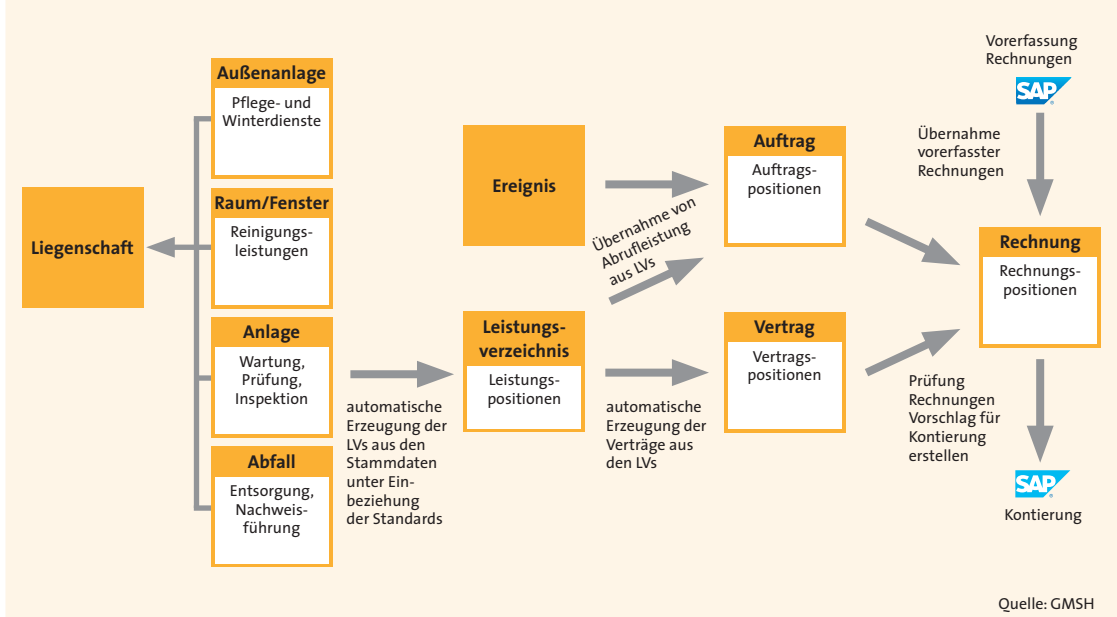 Liegenschaft
Außenanlage
Pflege- und
Winterdienste
Raum/Fenster
Reinigungs-
leistungen
Anlage
Wartung,
Prüfung,
Inspektion
Abfall
Entsorgung,
Nachweis-
führung
automatische
Erzeugung der
LVs aus den
Stammdaten
unter Ein-
beziehung
der Standards
Ereignis
Übernahme von
Abrufleistung
aus LVs
Leistungs-
verzeichnis
Leistungs-
positionen
automatische
Erzeugung der
Verträge aus
den LVs
Auftrag
Auftrags-
positionen
Vertrag
Vertrags-
positionen
Vorerfassung
Rechnungen
SAP®
Übernahme
vorerfasster
Rechnungen
Rechnung
Rechnungs-
positionen
Prüfung
Rechnungen
Vorschlag für
Kontierung
erstellen
SAP®
Kontierung
Quelle: GMSH